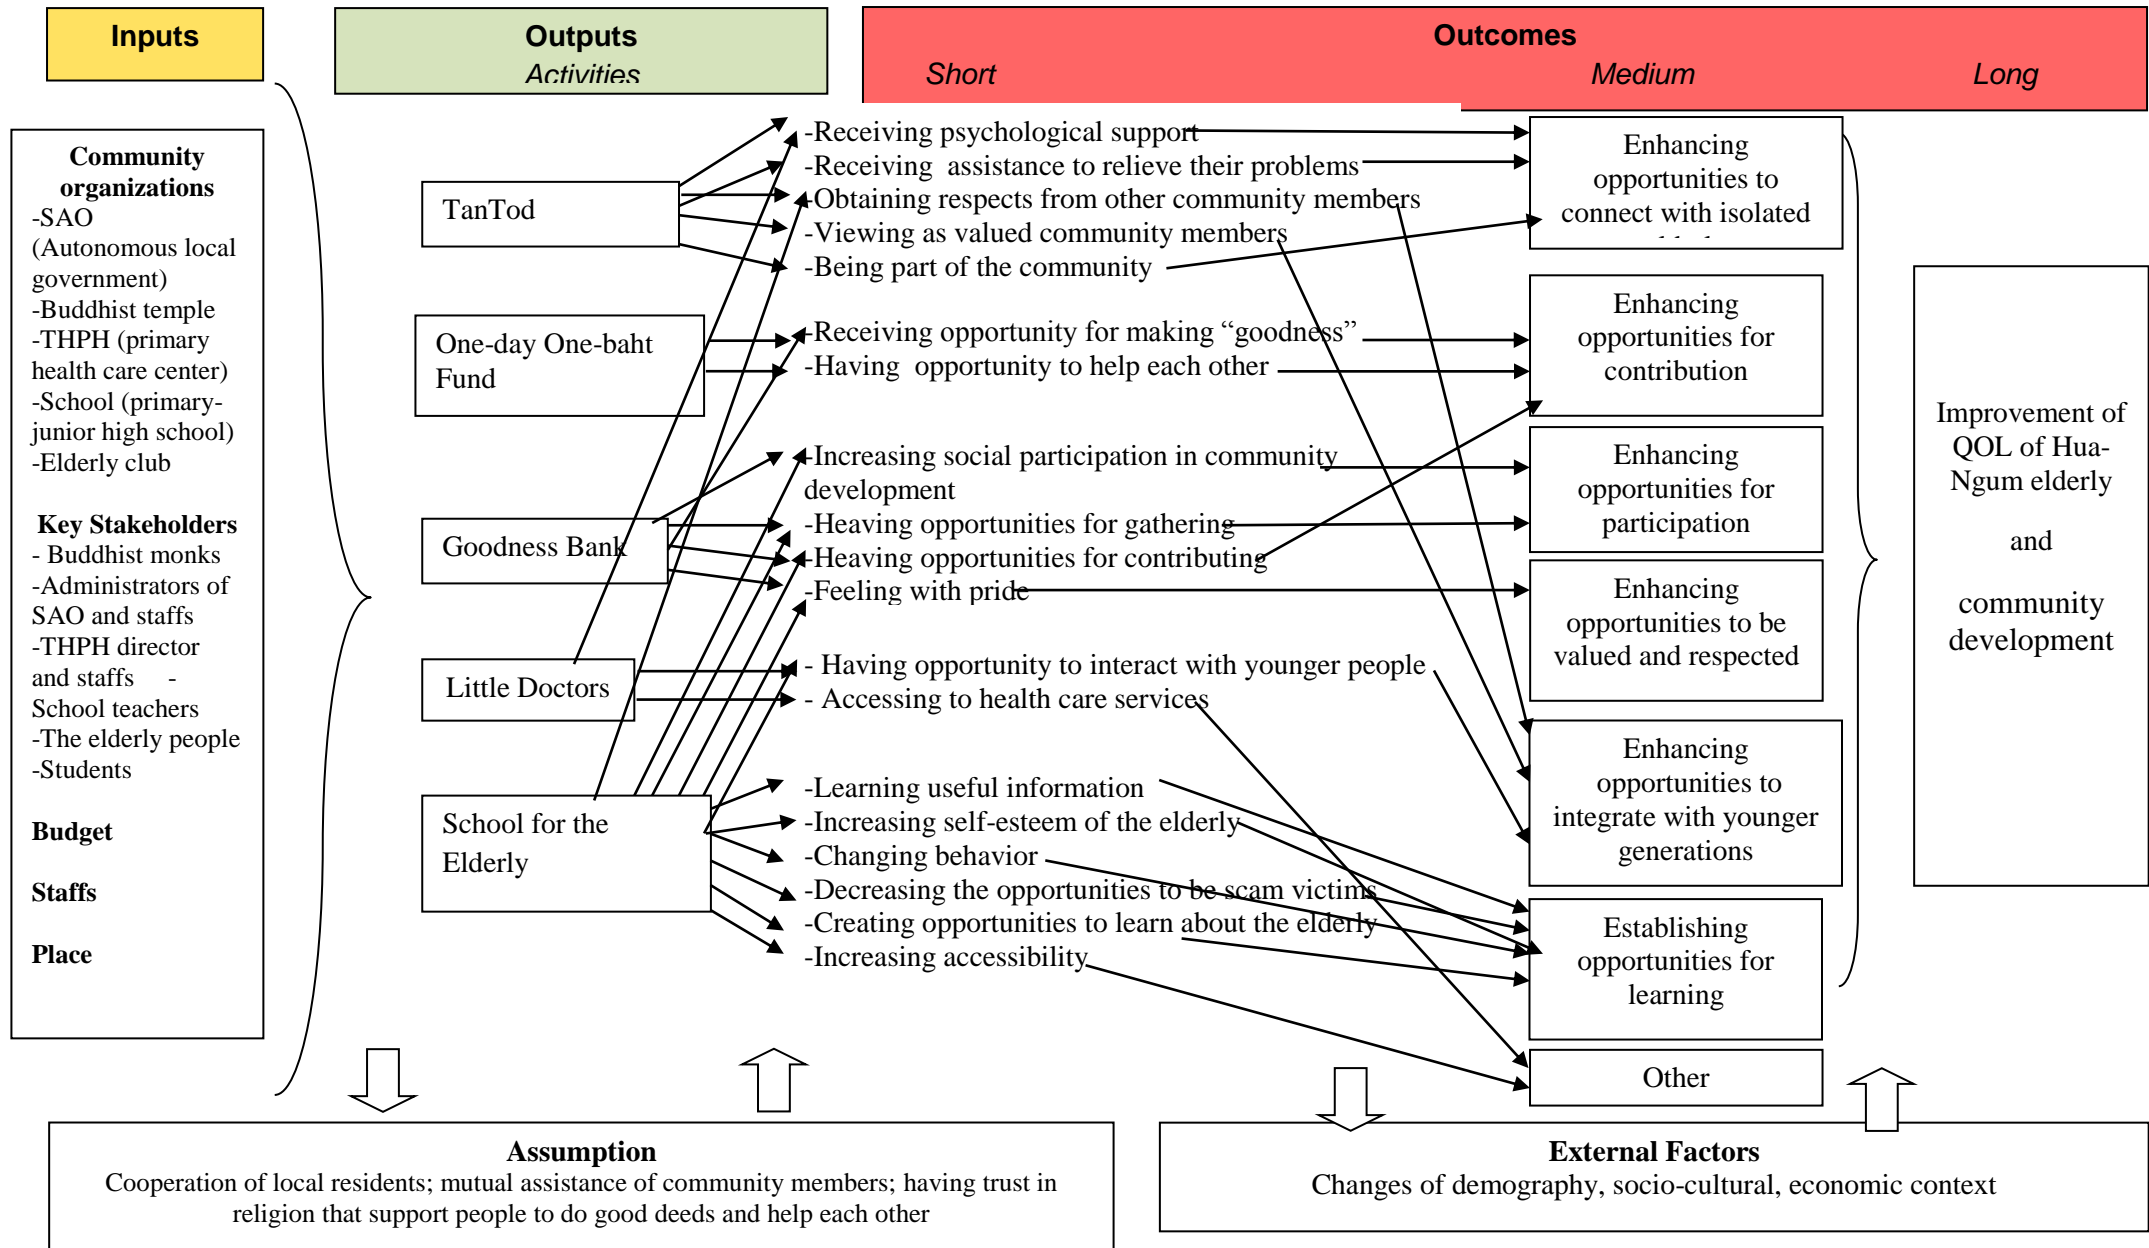 Inputs
Outputs
Activities
Outcomes
Short
Medium
Long
Community
organizations
-SAO
(Autonomous local
government)
-Buddhist temple
-THPH (primary
health care center)
-School (primary-
junior high school)
-Elderly club
Key Stakeholders
- Buddhist monks
-Administrators of
SAO and staffs
-THPH director
and staffs -
School teachers
-The elderly people
-Students
Budget
Staffs
Place
TanTod
One-day One-baht
Fund
Goodness Bank
Little Doctors
School for the
Elderly
-Receiving psychological support
-Receiving assistance to relieve their problems
-Obtaining respects from other community members
-Viewing as valued community members
-Being part of the community
-Receiving opportunity for making “goodness”
-Having opportunity to help each other
-Increasing social participation in community
development
-Heaving opportunities for gathering
-Heaving opportunities for contributing
-Feeling with pride
- Having opportunity to interact with younger people
- Accessing to health care services
-Learning useful information
-Increasing self-esteem of the elderly
-Changing behavior
-Decreasing the opportunities to be scam victims
-Creating opportunities to learn about the elderly
-Increasing accessibility
Enhancing
opportunities to
connect with isolated
Enhancing
opportunities for
contribution
Enhancing
opportunities for
participation
Enhancing
opportunities to be
valued and respected
Enhancing
opportunities to
integrate with younger
generations
Establishing
opportunities for
learning
Other
Improvement of
QOL of Hua-
Ngum elderly
and
community
development
Assumption
Cooperation of local residents; mutual assistance of community members; having trust in
religion that support people to do good deeds and help each other
External Factors
Changes of demography, socio-cultural, economic context